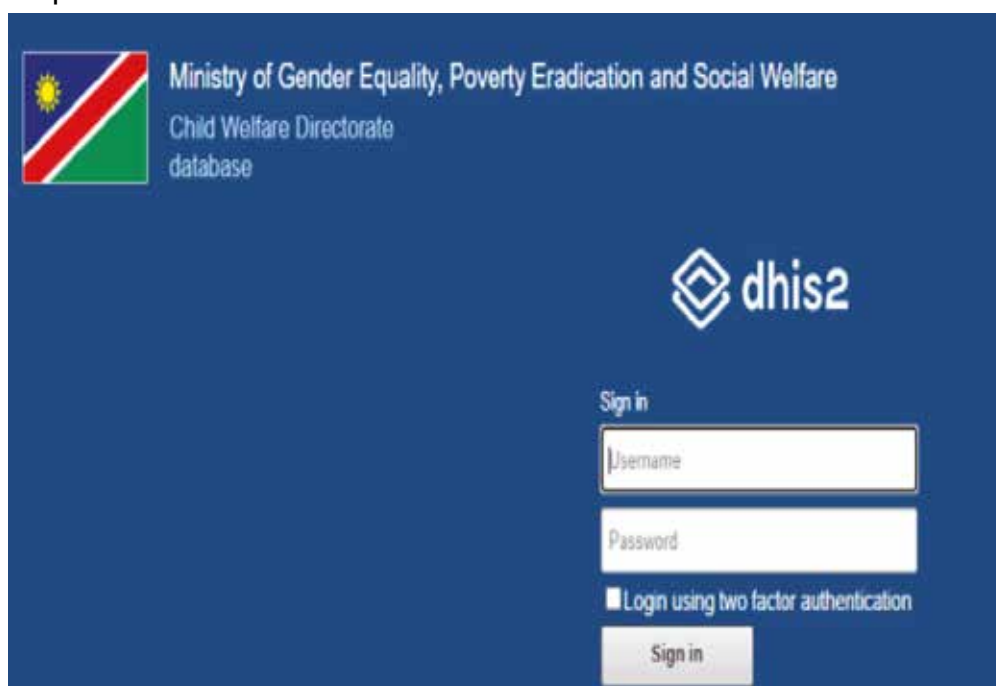 Ministry of Gender Equality, Poverty Eradication and Social Welfare
Child Welfare Directorate
database
dhis2
Sign in
Username
Password
Login using two factor authentication
Sign in